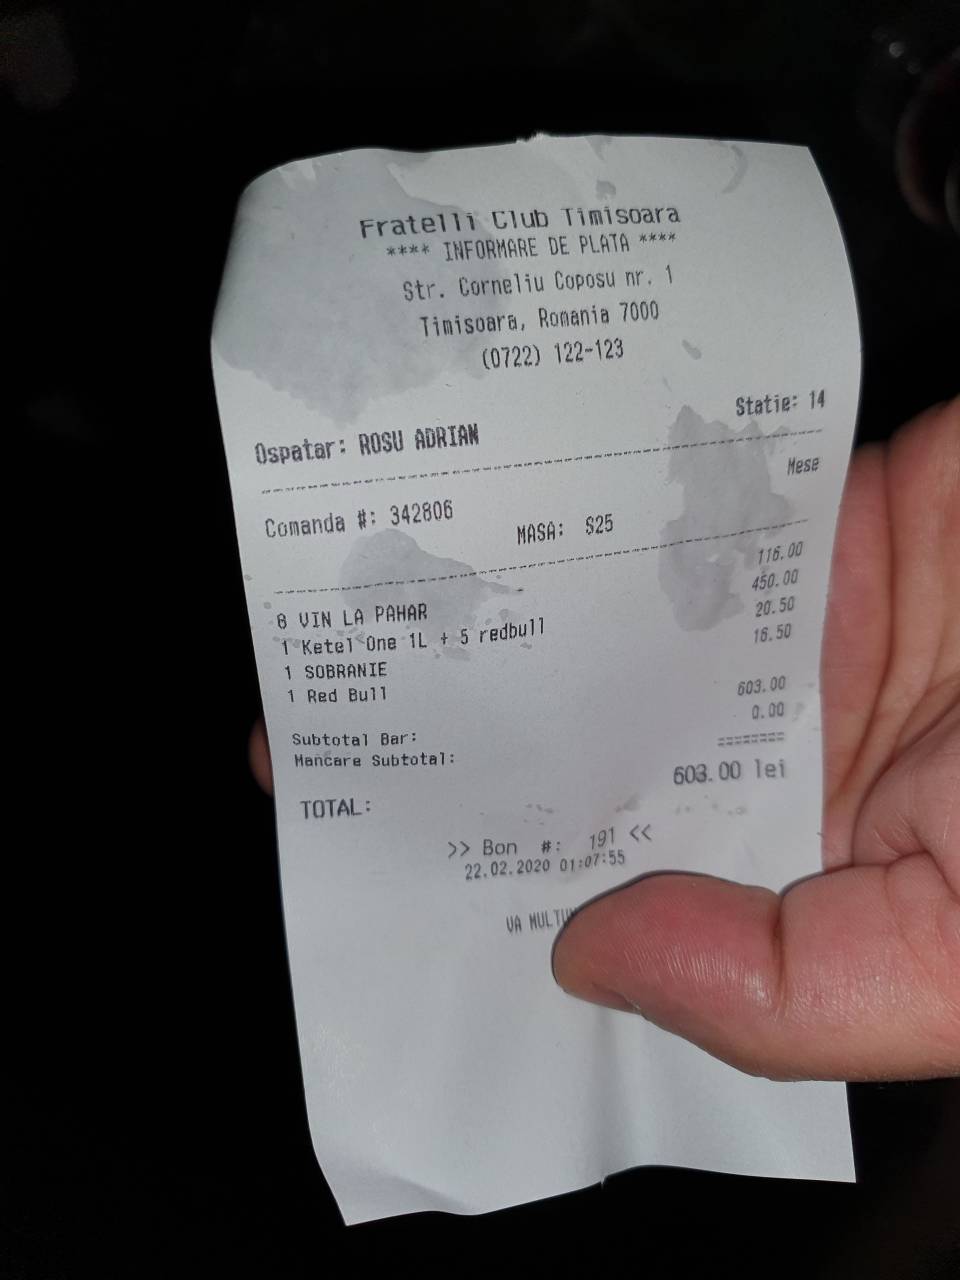 Fratelli Club Timisoara
**** INFORMARE DE PLATA ****
Str. Corneliu Coposu nr. 1
Timisoara, Romania 7000
(0722) 122-123
Ospatar: ROSU ADRIAN Statie: 14
Mese
Comanda #: 342806
MASA: S25
8 VIN LA PAHAR 116.00
1 Ketel One 1L + 5 redbull 450.00
1 SOBRANIE 20.50
1 Red Bull 16.50
Subtotal Bar: 603.00
Mancare Subtotal: 0.00
========
TOTAL: 603.00 lei
>> Bon #: 191 <<
22.02.2020 01:07:55
VA